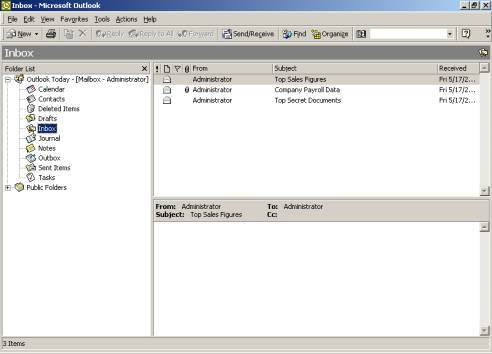 Inbox - Microsoft Outlook
File Edit View Favorites Tools Actions Help
New Reply Reply to All Forward Send/Receive Find Organize
Inbox
Folder List
! From Subject Received
Outlook Today - [Mailbox - Administrator]
Administrator Top Sales Figures Fri 5/17/2...
Calendar
Administrator Company Payroll Data Fri 5/17/2...
Contacts
Administrator Top Secret Documents Fri 5/17/2...
Deleted Items
Drafts
Inbox
Journal
Notes
Outbox
Sent Items
Tasks
Public Folders
From: Administrator To: Administrator
Subject: Top Sales Figures Cc:
3 Items